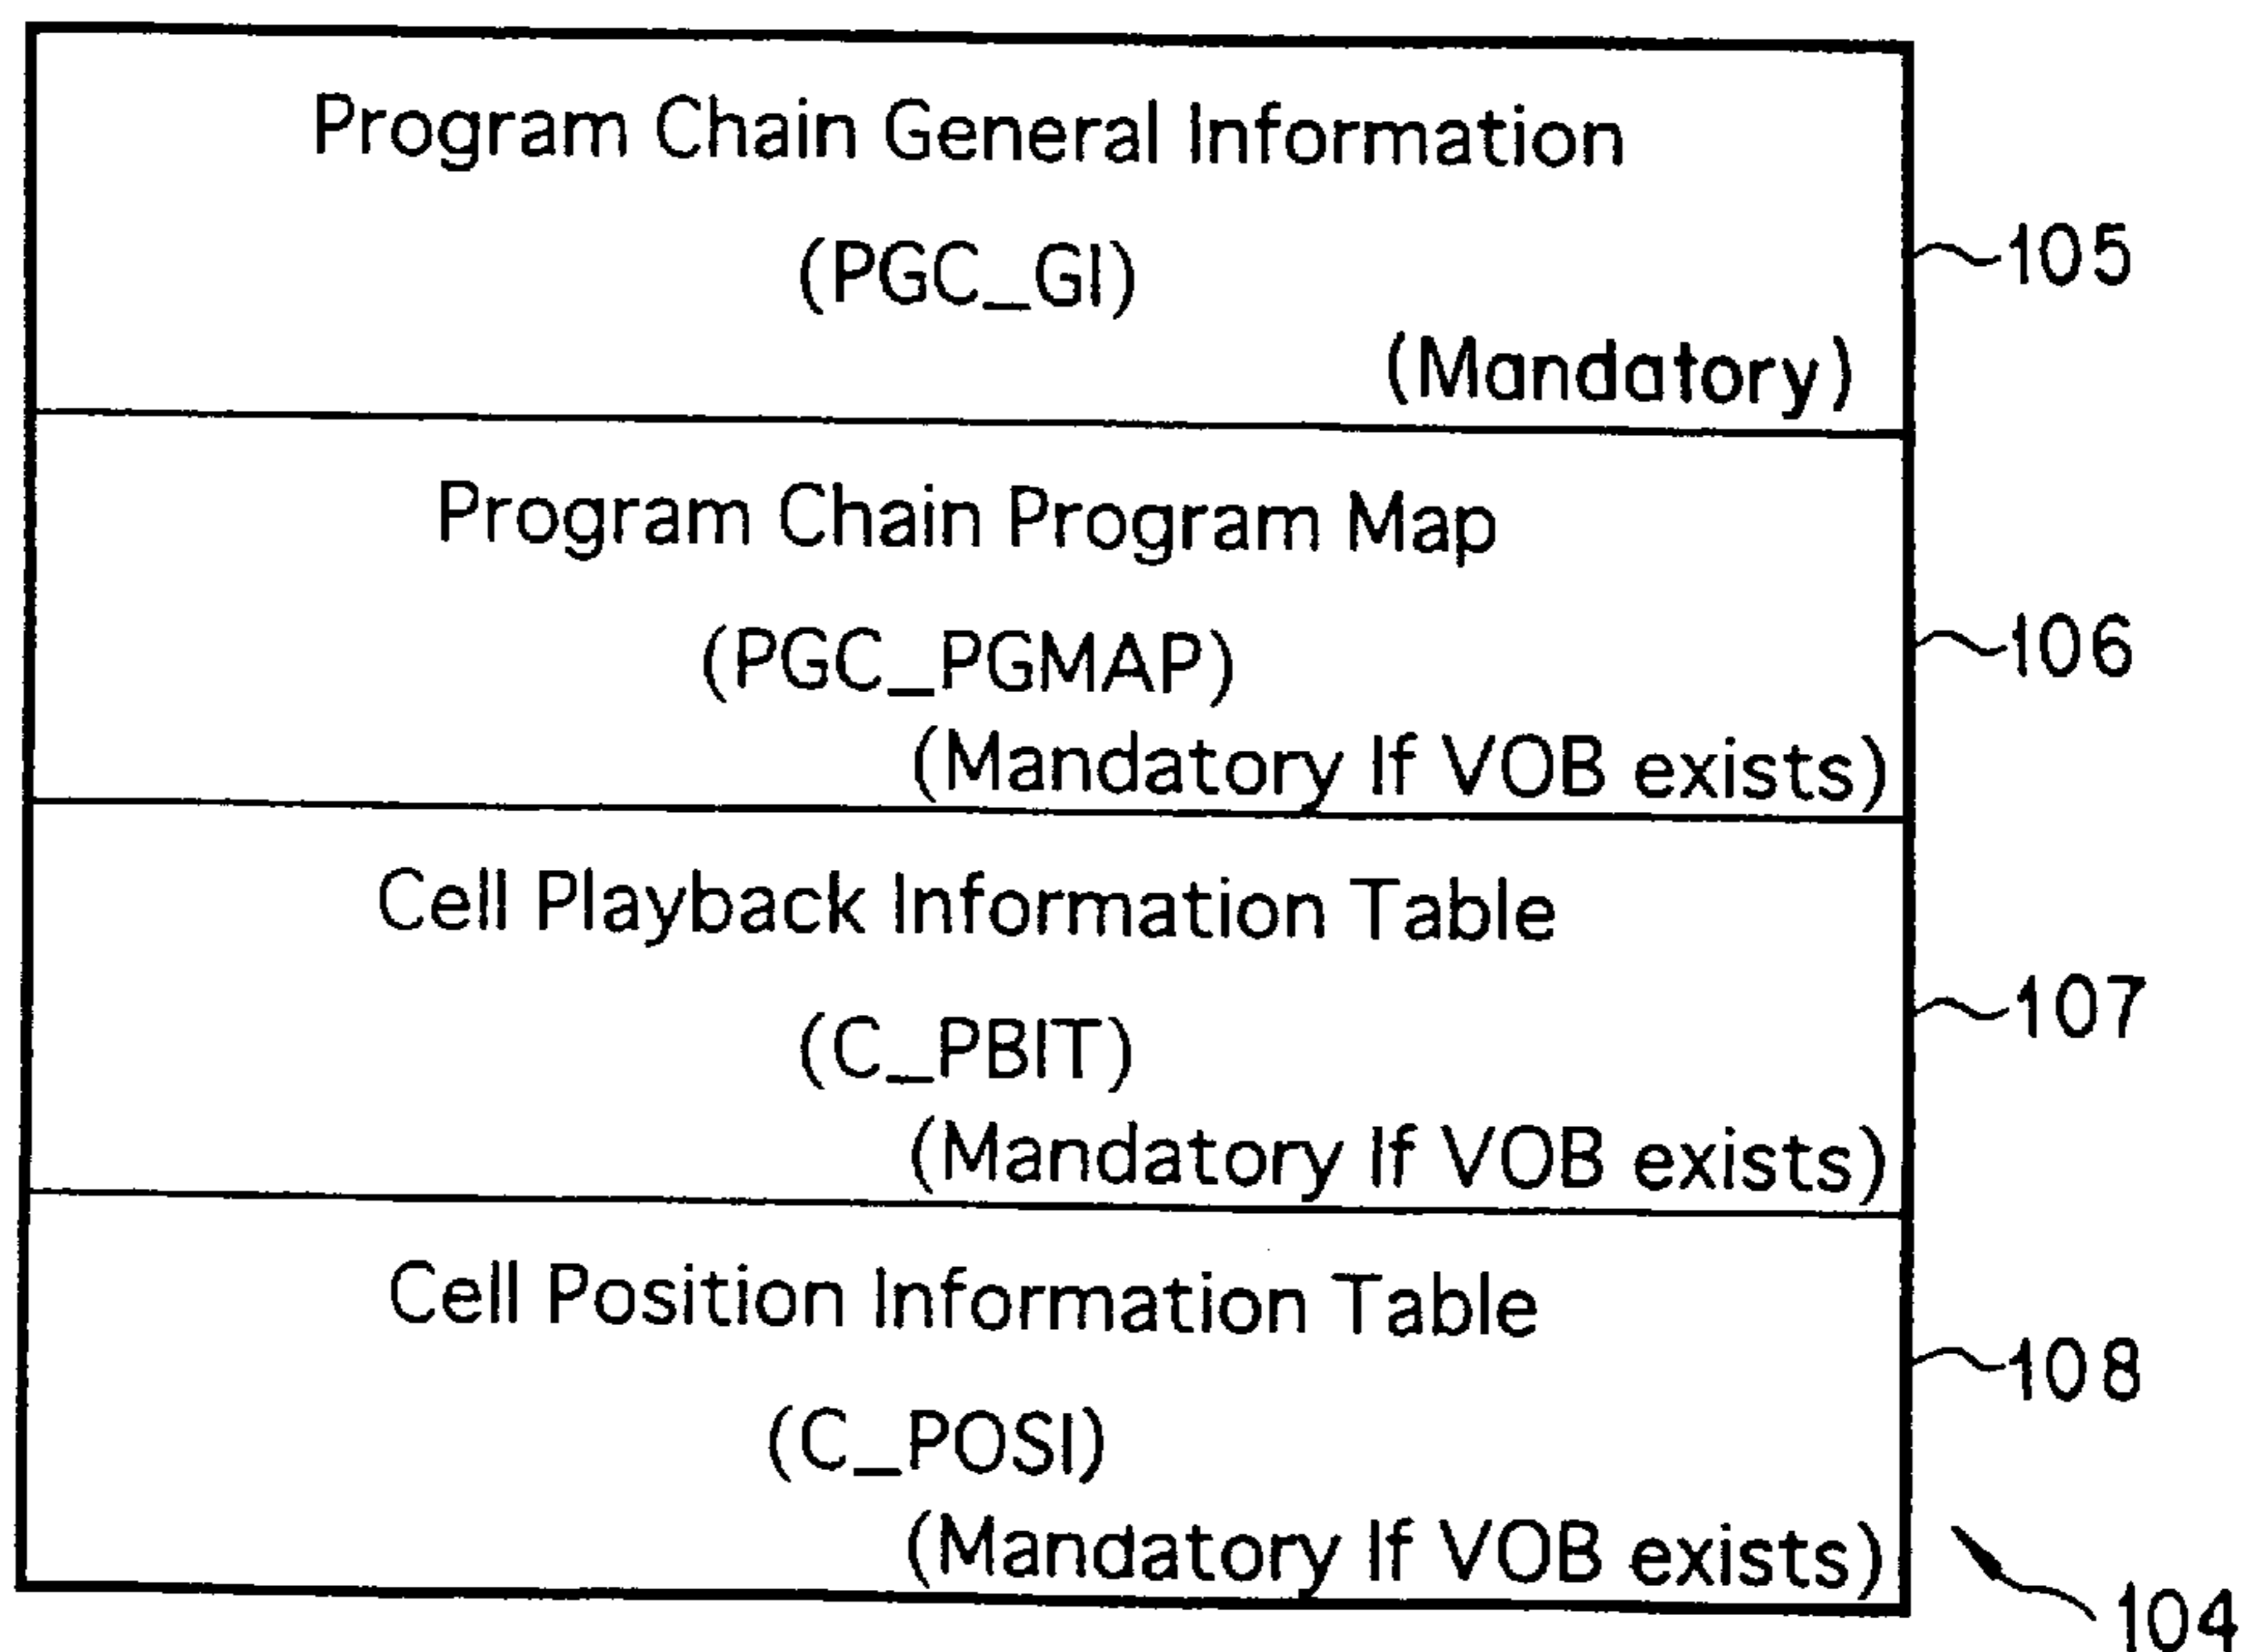 Program Chain General Information
(PGC_GI)
105
(Mandatory)
Program Chain Program Map
(PGC_PGMAP)
106
(Mandatory If VOB exists)
Cell Playback Information Table
(C_PBIT)
107
(Mandatory If VOB exists)
Cell Position Information Table
(C_POSI)
108
(Mandatory If VOB exists)
104